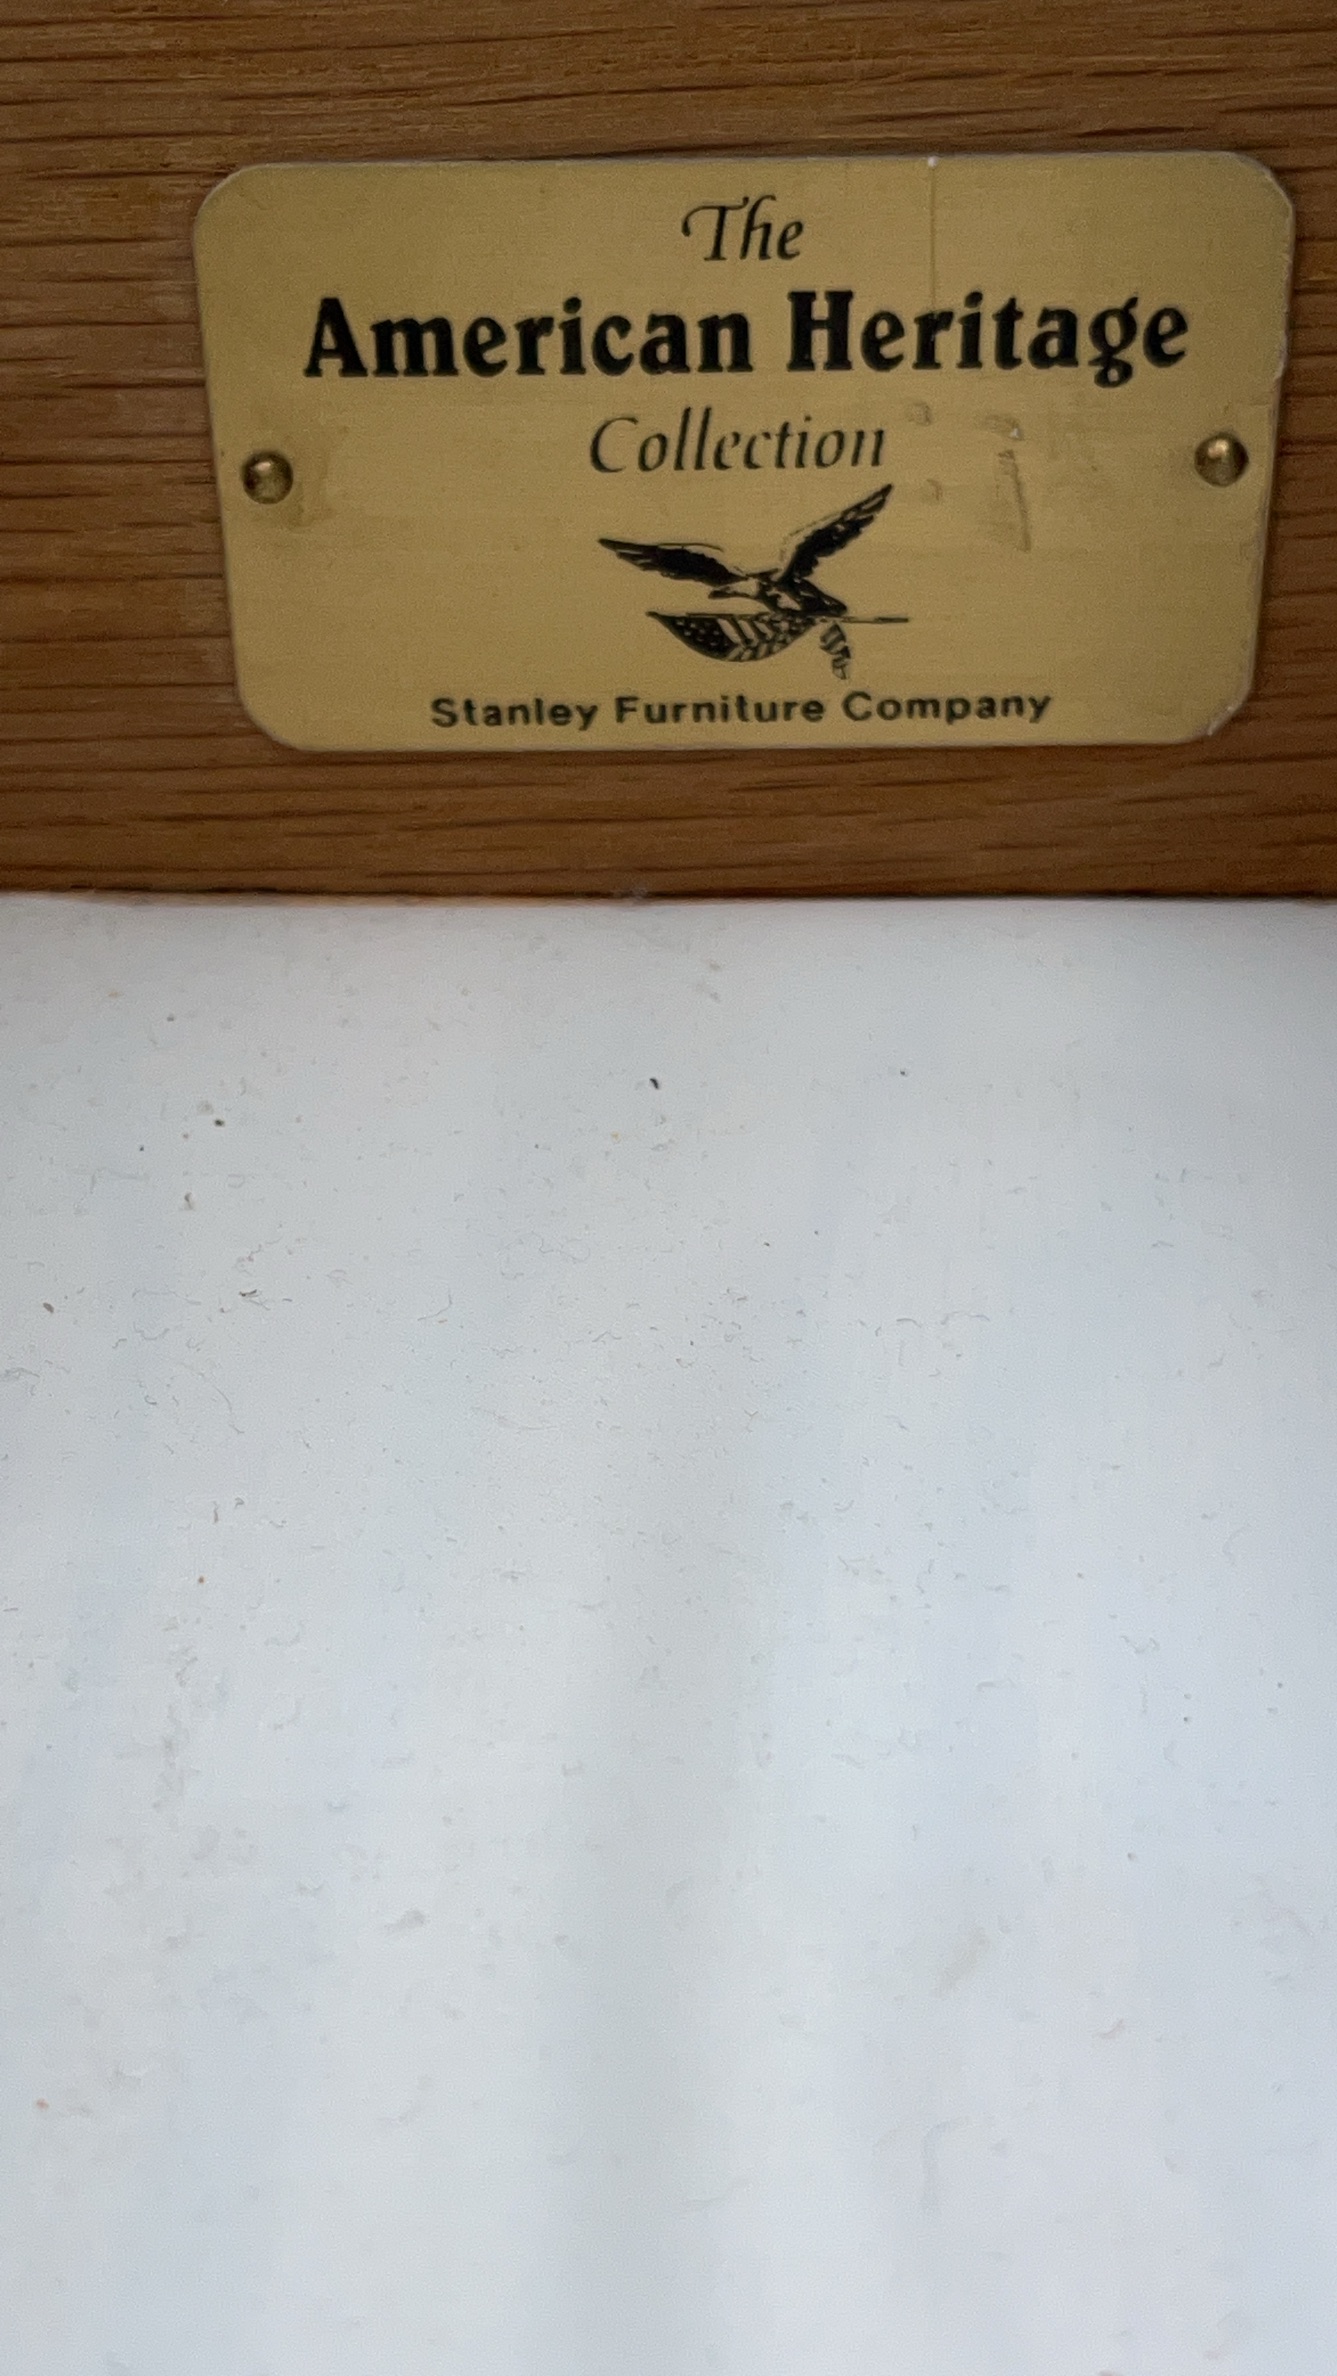 The
American Heritage
Collection
Stanley Furniture Company